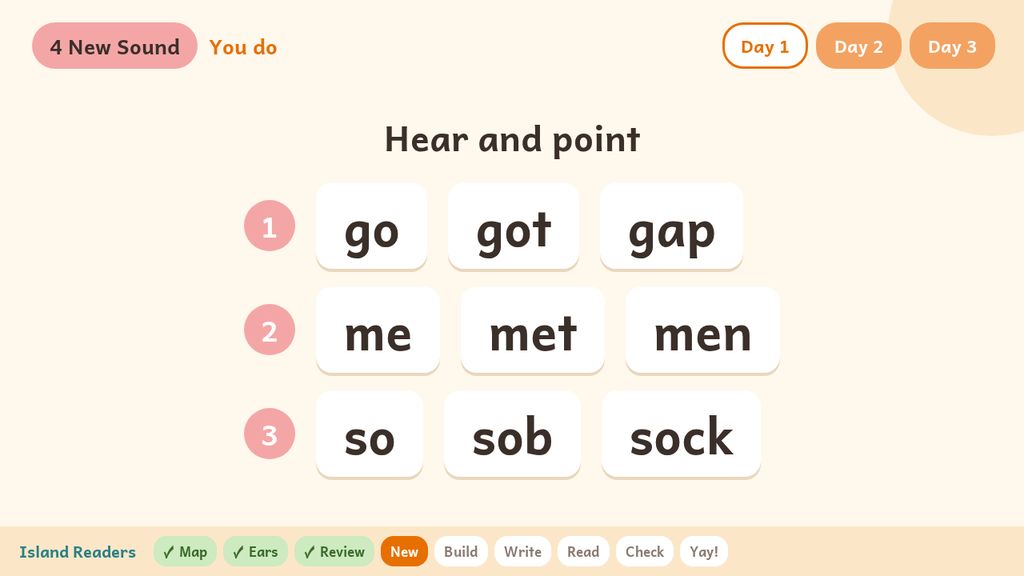 4 New Sound You do Day 1 Day 2 Day 3
Hear and point
1 go got gap
2 me met men
3 so sob sock
Island Readers ✓ Map ✓ Ears ✓ Review New Build Write Read Check Yay!